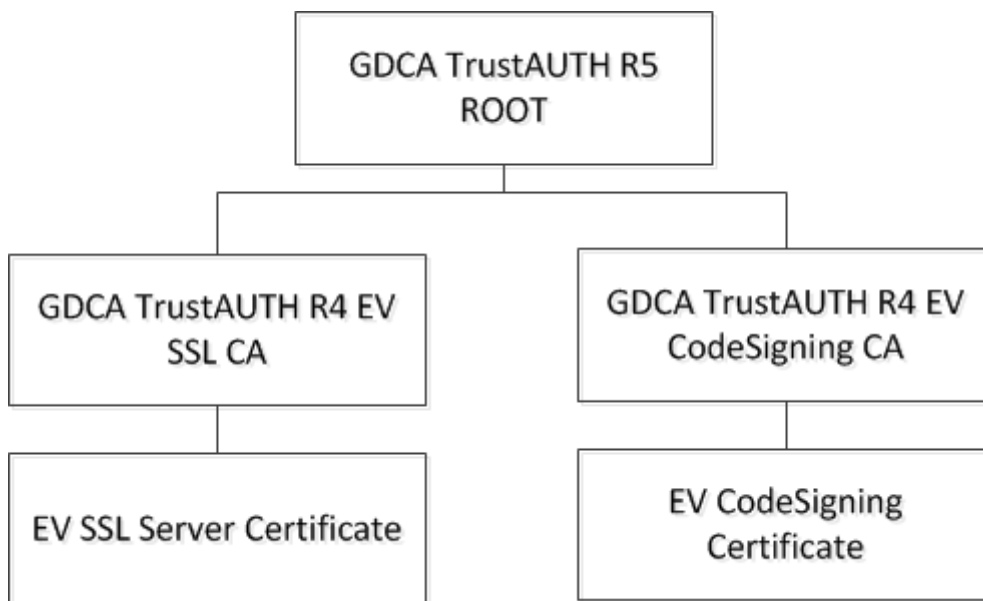 GDCA TrustAUTH R5
ROOT
GDCA TrustAUTH R4 EV
SSL CA
GDCA TrustAUTH R4 EV
CodeSigning CA
EV SSL Server Certificate
EV CodeSigning
Certificate